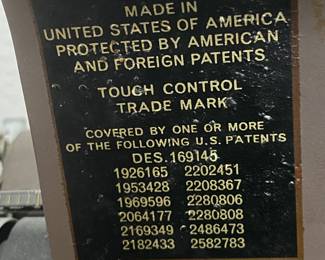 MADE IN
UNITED STATES OF AMERICA
PROTECTED BY AMERICAN
AND FOREIGN PATENTS
TOUCH CONTROL
TRADE MARK
COVERED BY ONE OR MORE
OF THE FOLLOWING U.S. PATENTS
DES. 169145
1926165 2202451
1953428 2208367
1969596 2280806
2064177 2280808
2169349 2486473
2182433 2582783